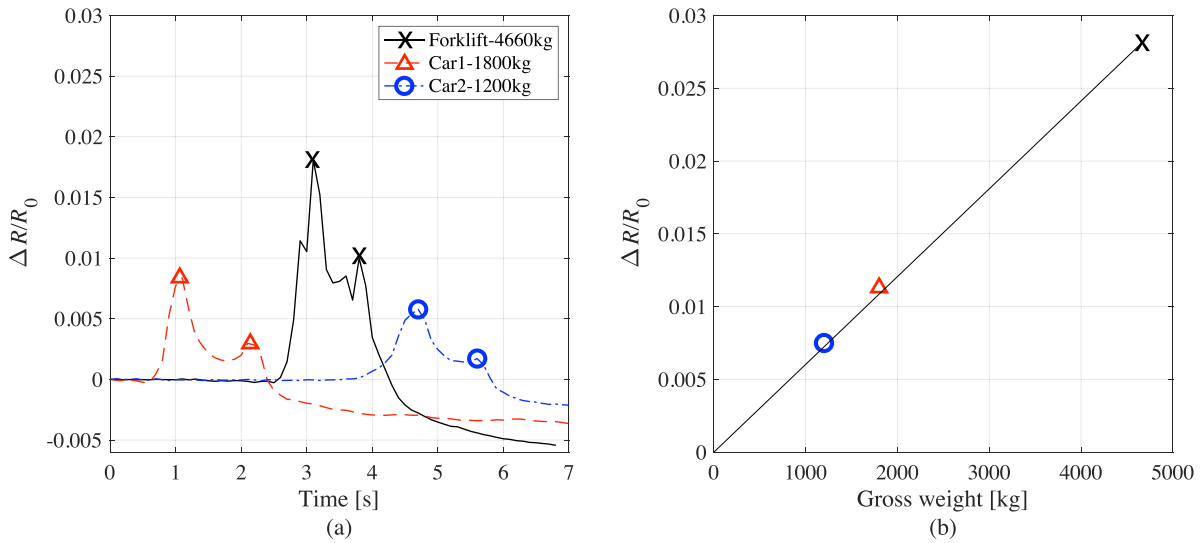 0.03
0.025
0.02
0.015
0.01
0.005
0
-0.005
ΔR/R0
0 1 2 3 4 5 6 7
Time [s]
(a)
Forklift-4660kg
Car1-1800kg
Car2-1200kg
0.03
0.025
0.02
0.015
0.01
0.005
0
ΔR/R0
0 1000 2000 3000 4000 5000
Gross weight [kg]
(b)